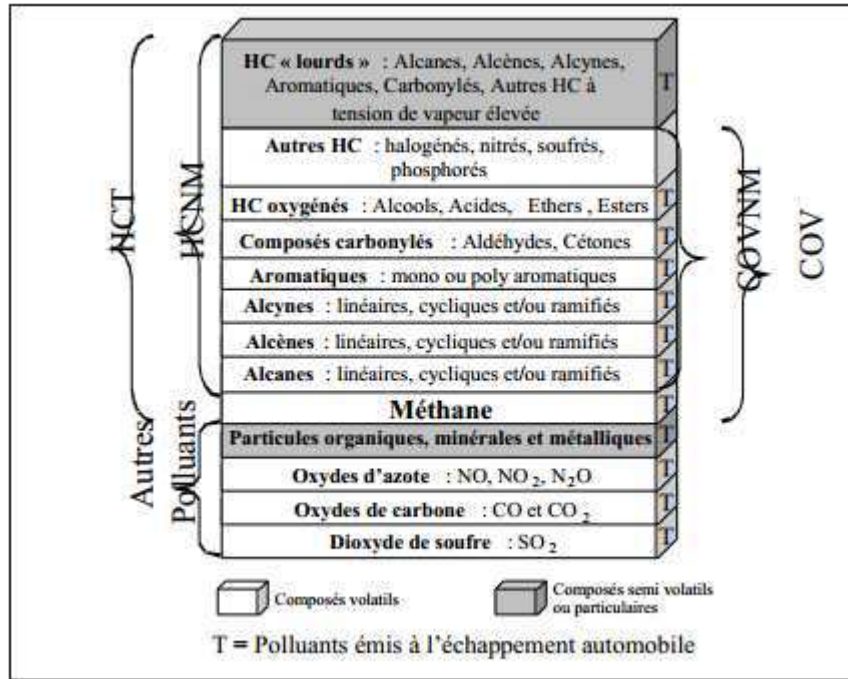 HC « lourds » : Alcanes, Alcènes, Alcynes,
Aromatiques, Carbonylés, Autres HC à
tension de vapeur élevée
T
Autres HC : halogénés, nitrés, soufrés,
phosphorés
HC oxygénés : Alcools, Acides, Ethers , Esters
T
Composés carbonylés : Aldéhydes, Cétones
T
Aromatiques : mono ou poly aromatiques
T
Alcynes : linéaires, cycliques et/ou ramifiés
T
Alcènes : linéaires, cycliques et/ou ramifiés
T
Alcanes : linéaires, cycliques et/ou ramifiés
T
Méthane
T
Particules organiques, minérales et métalliques
T
Oxydes d'azote : NO, NO2, N2O
T
Oxydes de carbone : CO et CO2
T
Dioxyde de soufre : SO2
T
HCT
HCNM
COVNM
COV
Autres
Polluants
Composés volatils
Composés semi volatils
ou particulaires
T = Polluants émis à l'échappement automobile